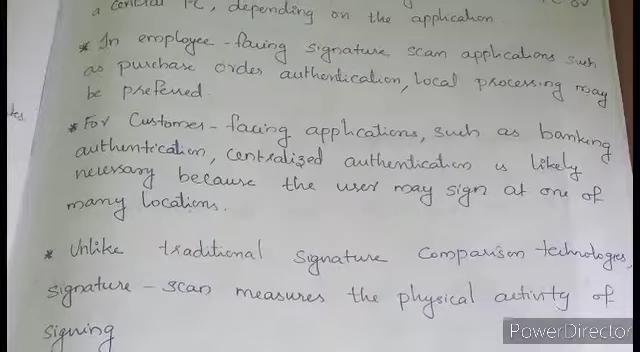 a central PC, depending on the application.
* In employee-facing signature scan applications such
as purchase order authentication, local processing may
be preferred.
* For Customer-facing applications, such as banking
authentication, centralized authentication is likely
necessary because the user may sign at one of
many locations.
* Unlike traditional signature comparison technologies,
signature-scan measures the physical activity of
signing
PowerDirector